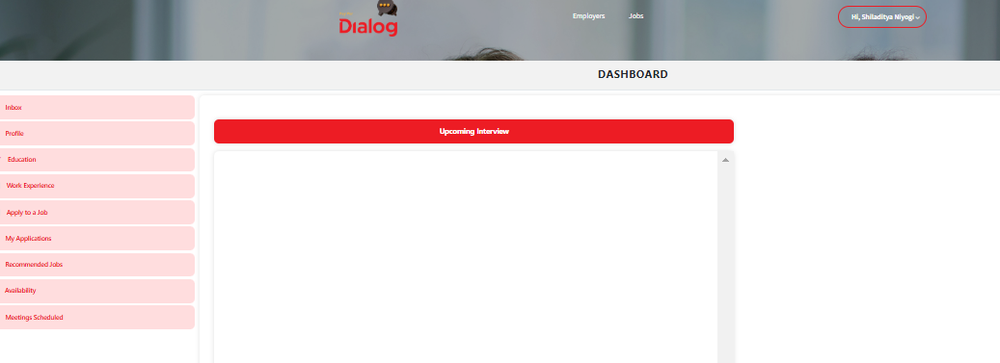 Dialog
Employers
Jobs
Hi, Shiladitya Niyogi
DASHBOARD
Inbox
Profile
Education
Work Experience
Apply to a Job
My Applications
Recommended Jobs
Availability
Meetings Scheduled
Upcoming Interview